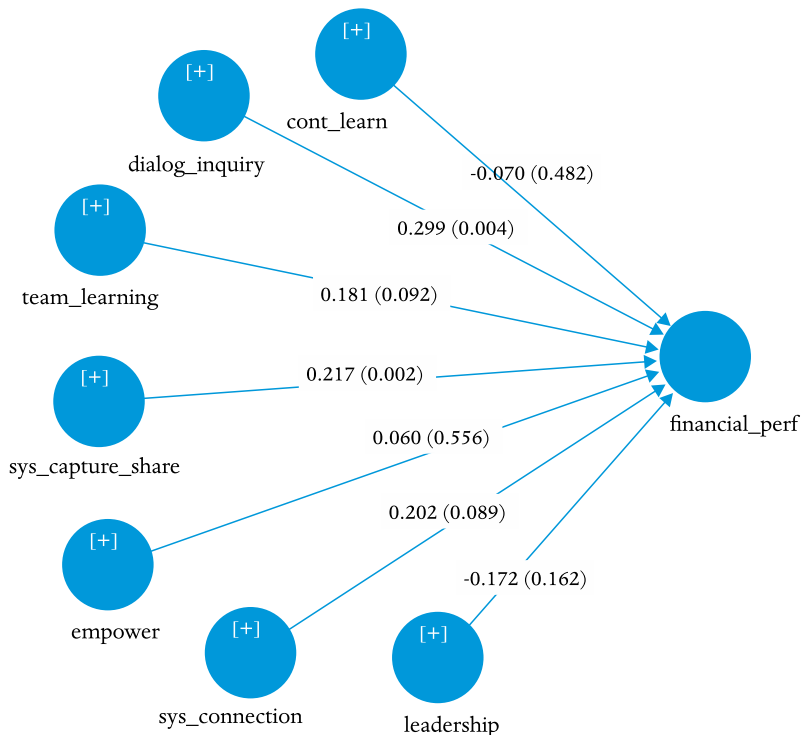 [+]
cont_learn
[+]
dialog_inquiry
-0.070 (0.482)
[+]
team_learning
0.299 (0.004)
0.181 (0.092)
[+]
sys_capture_share
0.217 (0.002)
financial_perf
0.060 (0.556)
[+]
empower
0.202 (0.089)
[+]
sys_connection
-0.172 (0.162)
[+]
leadership